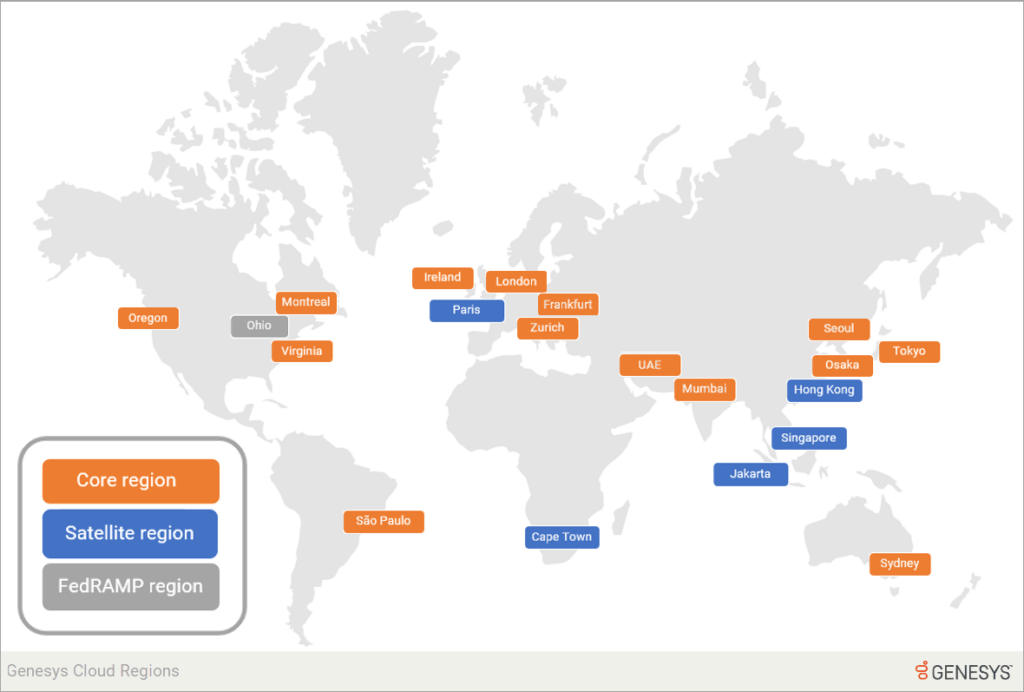 Ireland
London
Montreal
Frankfurt
Paris
Oregon
Ohio
Zurich
Seoul
Virginia
Tokyo
UAE
Osaka
Mumbai
Hong Kong
Singapore
Jakarta
Core region
São Paulo
Satellite region
Cape Town
Sydney
FedRAMP region
Genesys Cloud Regions
GENESYS™